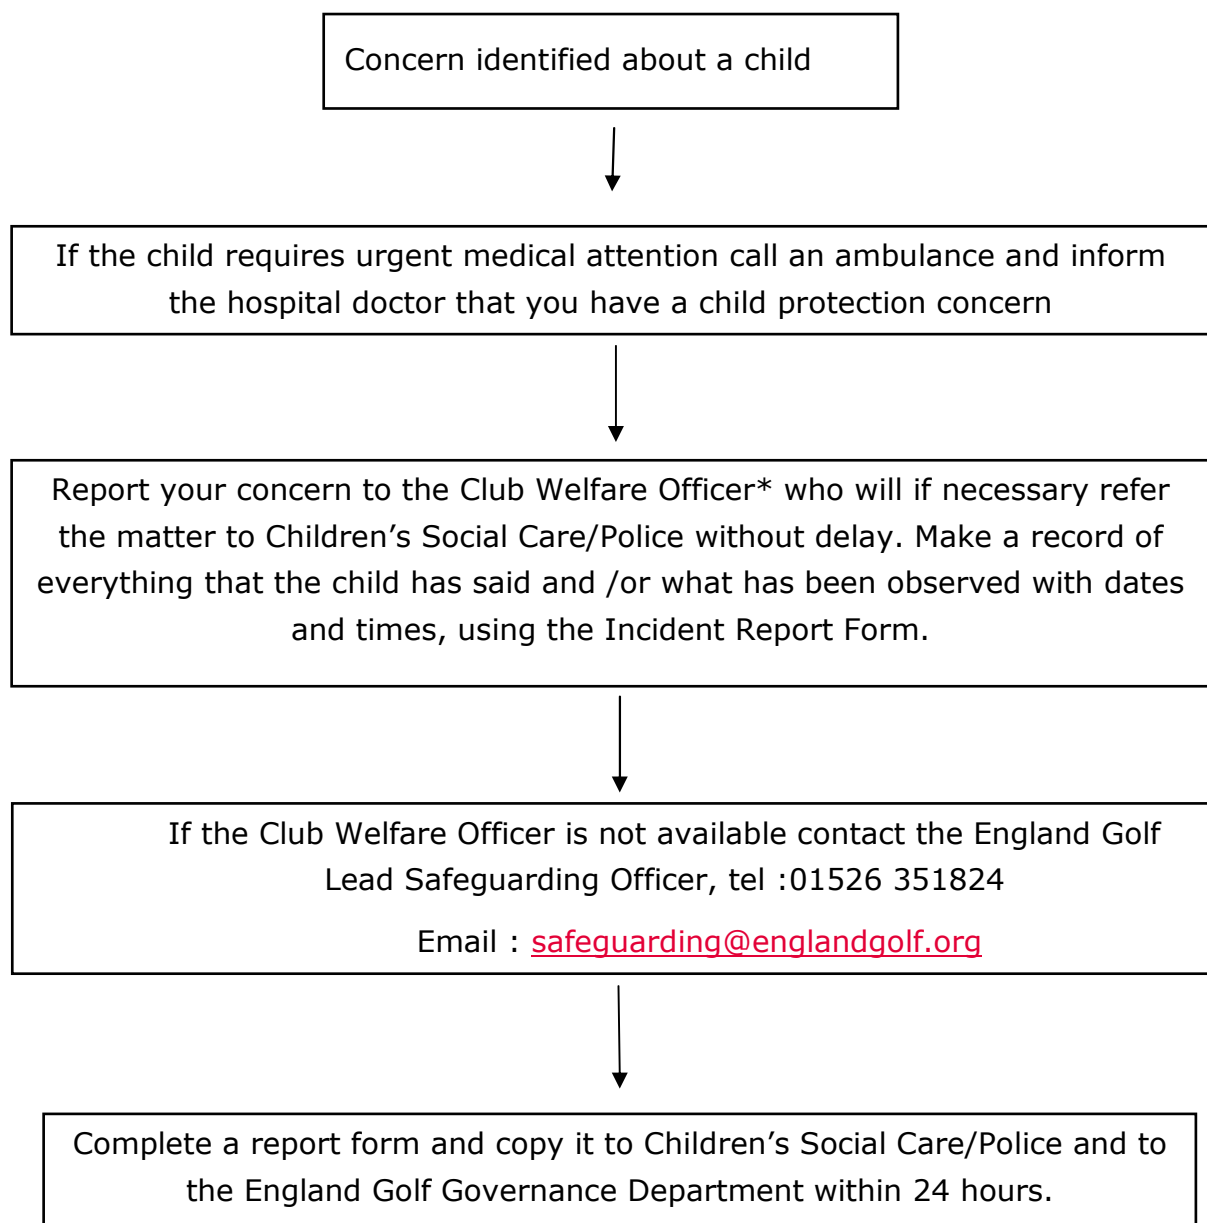 Concern identified about a child
If the child requires urgent medical attention call an ambulance and inform
the hospital doctor that you have a child protection concern
Report your concern to the Club Welfare Officer* who will if necessary refer
the matter to Children’s Social Care/Police without delay. Make a record of
everything that the child has said and /or what has been observed with dates
and times, using the Incident Report Form.
If the Club Welfare Officer is not available contact the England Golf
Lead Safeguarding Officer, tel :01526 351824
Email : safeguarding@englandgolf.org
Complete a report form and copy it to Children’s Social Care/Police and to
the England Golf Governance Department within 24 hours.